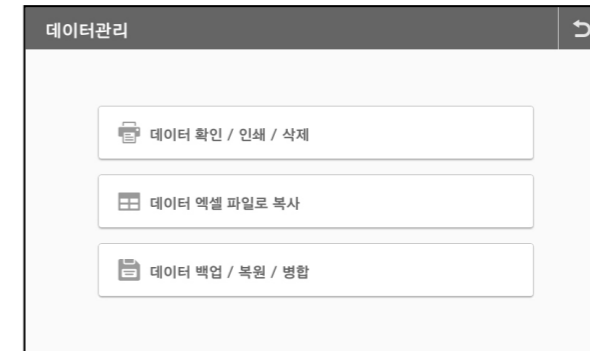 데이터관리
데이터 확인 / 인쇄 / 삭제
데이터 엑셀 파일로 복사
데이터 백업 / 복원 / 병합